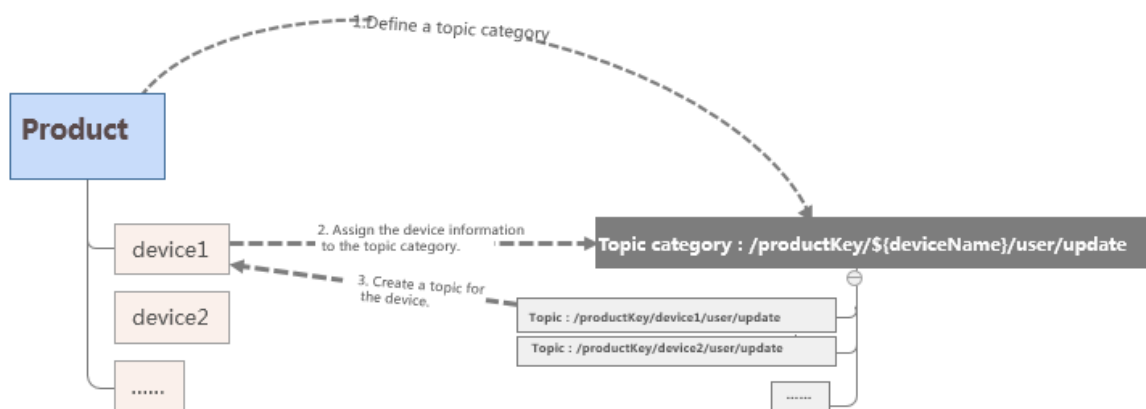 1.Define a topic category
Product
device1
2. Assign the device information
to the topic category.
Topic category : /productKey/${deviceName}/user/update
3. Create a topic for
the device.
device2
Topic : /productKey/device1/user/update
Topic : /productKey/device2/user/update
......
......